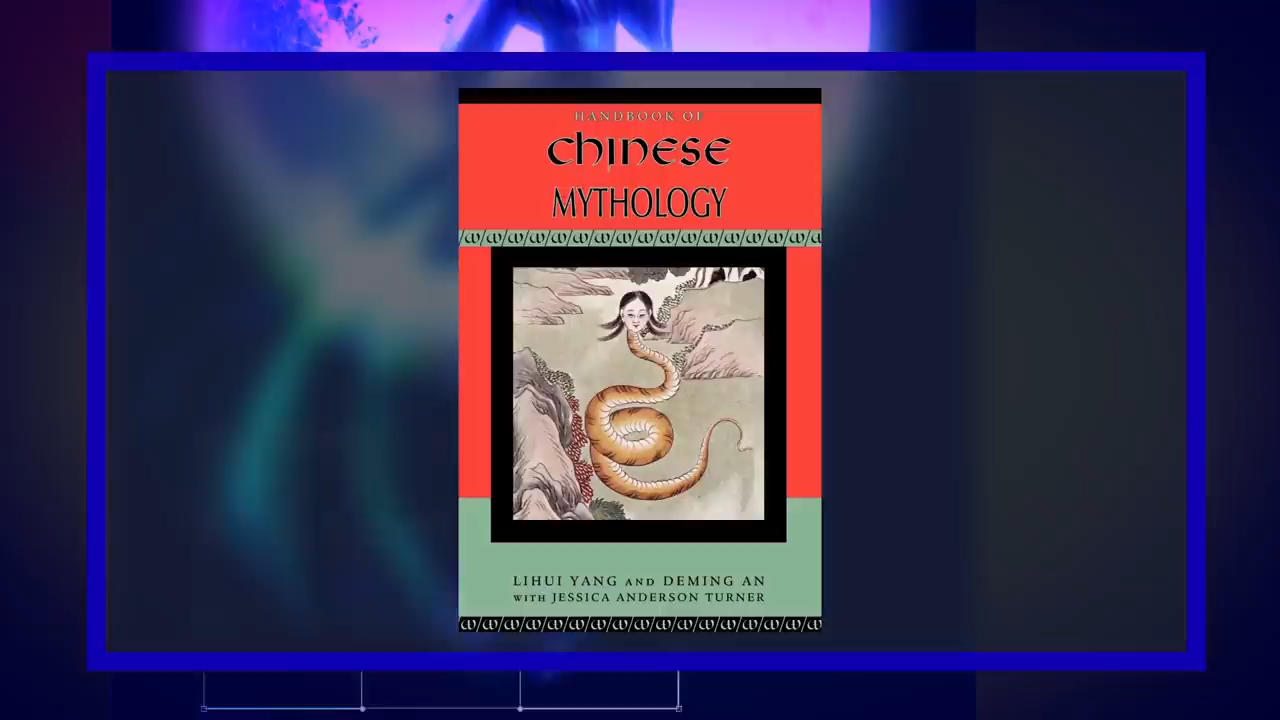 HANDBOOK OF
Chinese
MYTHOLOGY
LIHUI YANG AND DEMING AN
WITH JESSICA ANDERSON TURNER